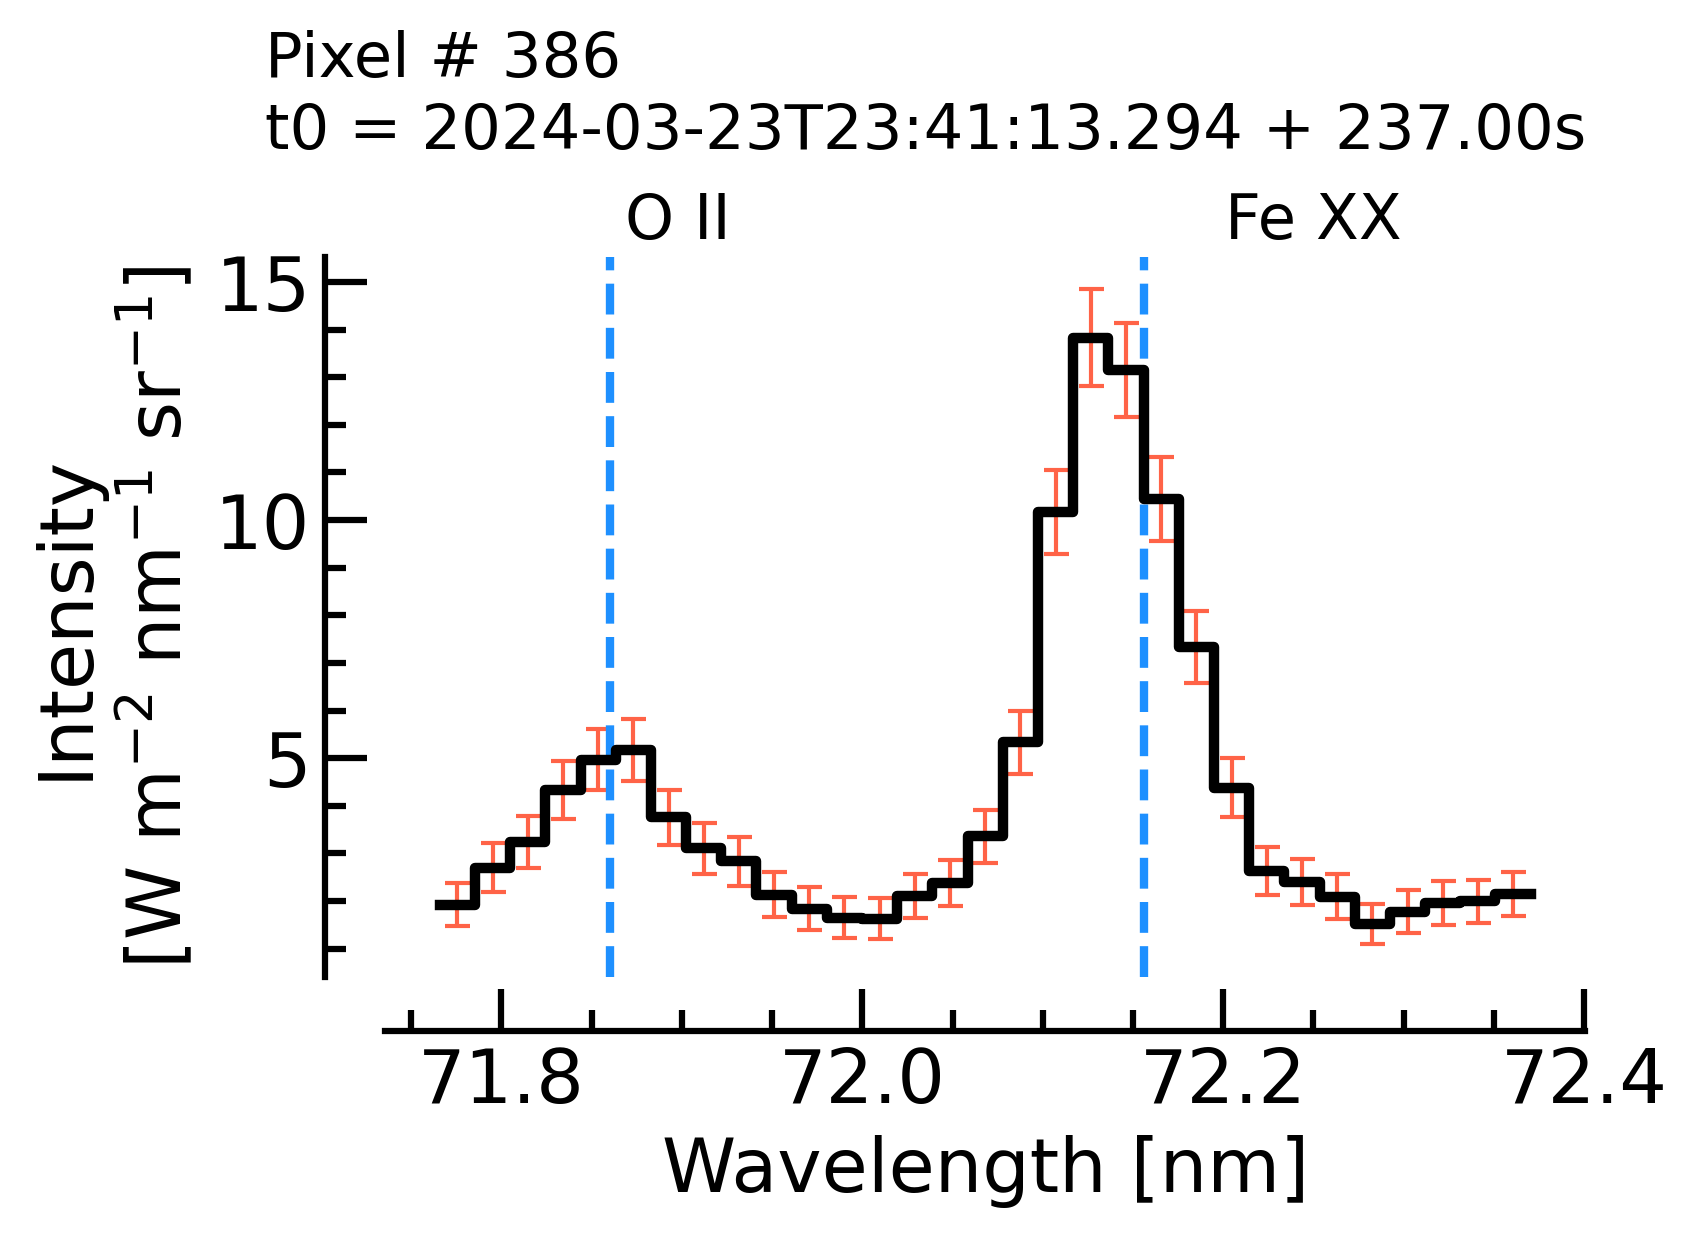 Pixel # 386
t0 = 2024-03-23T23:41:13.294 + 237.00s
O II
Fe XX
Intensity
[W m⁻² nm⁻¹ sr⁻¹]
15
10
5
71.8
72.0
72.2
72.4
Wavelength [nm]